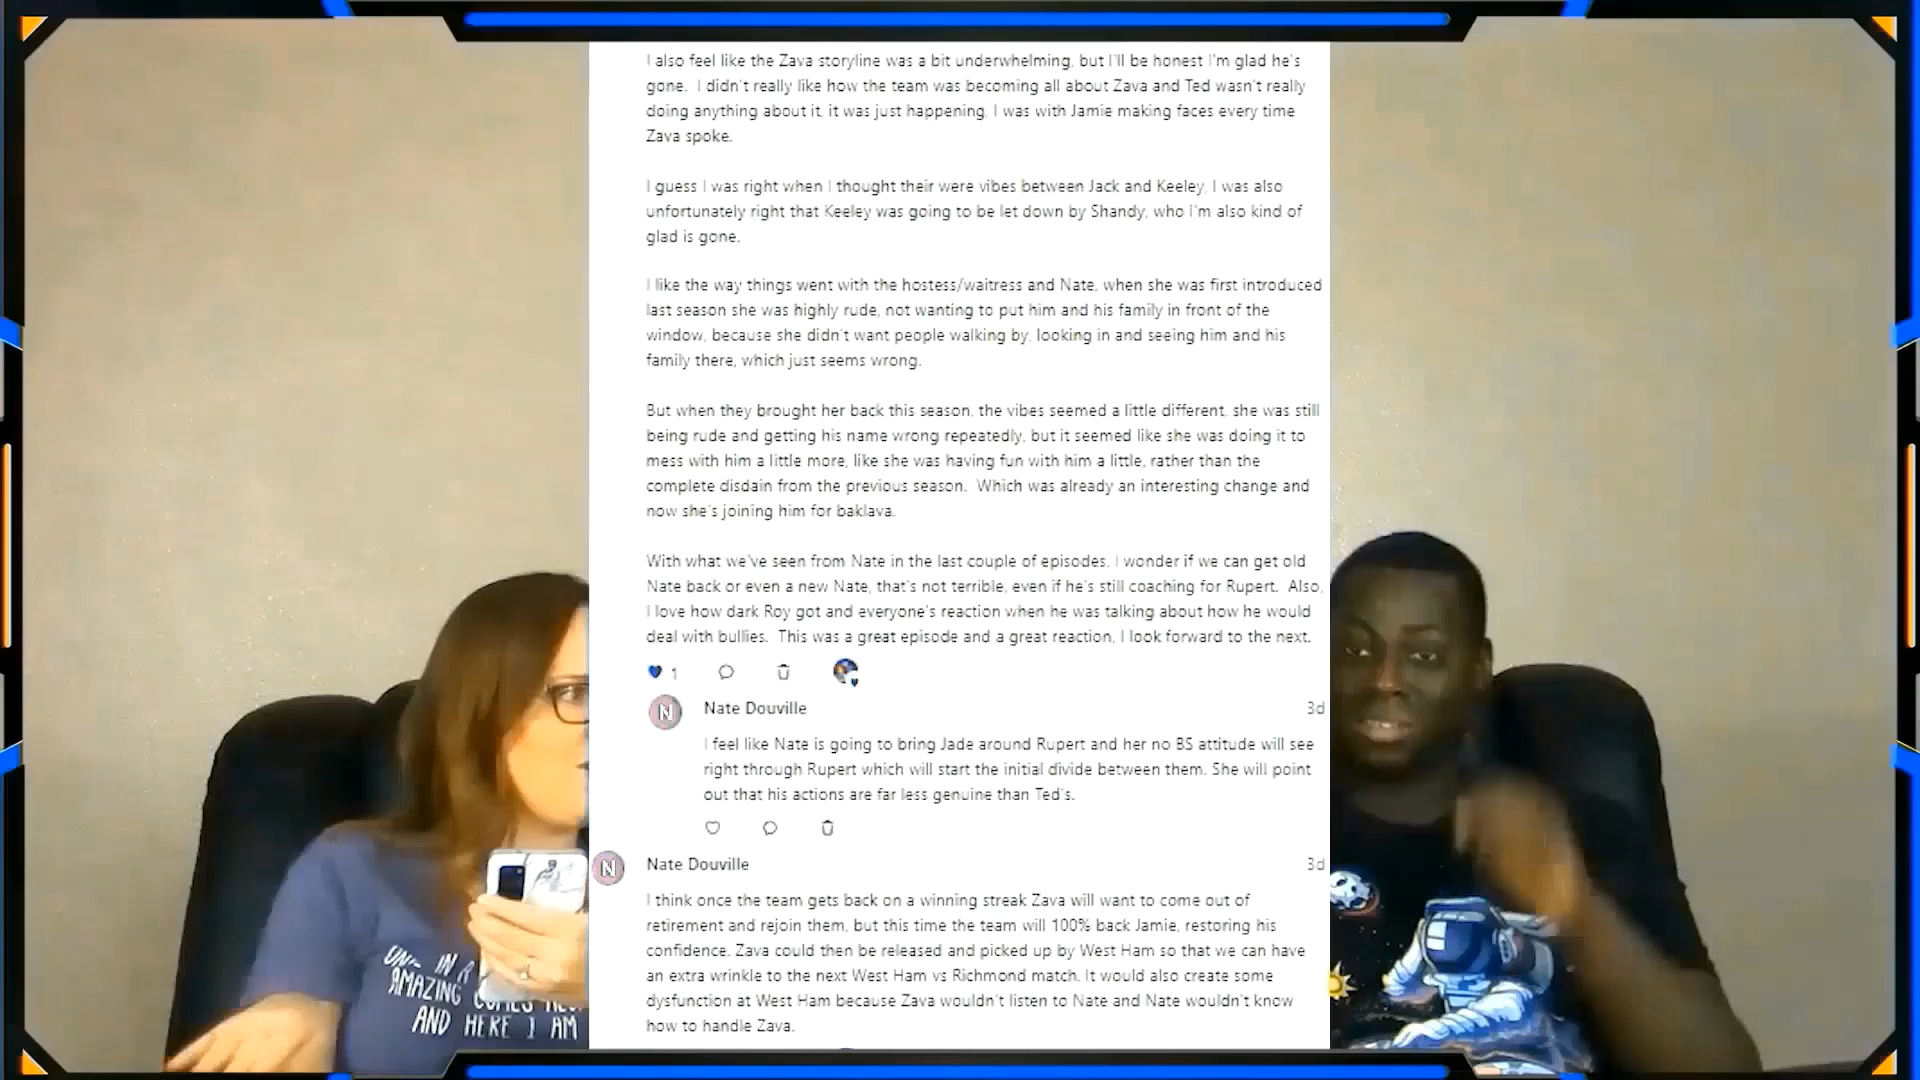 I also feel like the Zava storyline was a bit underwhelming, but I'll be honest I'm glad he's
gone.  I didn't really like how the team was becoming all about Zava and Ted wasn't really
doing anything about it, it was just happening. I was with Jamie making faces every time
Zava spoke.
I guess I was right when I thought their were vibes between Jack and Keeley, I was also
unfortunately right that Keeley was going to be let down by Shandy, who I'm also kind of
glad is gone.
I like the way things went with the hostess/waitress and Nate, when she was first introduced
last season she was highly rude, not wanting to put him and his family in front of the
window, because she didn't want people walking by, looking in and seeing him and his
family there, which just seems wrong.
But when they brought her back this season, the vibes seemed a little different, she was still
being rude and getting his name wrong repeatedly, but it seemed like she was doing it to
mess with him a little more, like she was having fun with him a little, rather than the
complete disdain from the previous season.  Which was already an interesting change and
now she's joining him for baklava.
With what we've seen from Nate in the last couple of episodes, I wonder if we can get old
Nate back or even a new Nate, that's not terrible, even if he's still coaching for Rupert.  Also,
I love how dark Roy got and everyone's reaction when he was talking about how he would
deal with bullies.  This was a great episode and a great reaction, I look forward to the next.
1
N
Nate Douville
3d
I feel like Nate is going to bring Jade around Rupert and her no BS attitude will see
right through Rupert which will start the initial divide between them. She will point
out that his actions are far less genuine than Ted's.
N
Nate Douville
3d
I think once the team gets back on a winning streak Zava will want to come out of
retirement and rejoin them, but this time the team will 100% back Jamie, restoring his
confidence. Zava could then be released and picked up by West Ham so that we can have
an extra wrinkle to the next West Ham vs Richmond match. It would also create some
dysfunction at West Ham because Zava wouldn't listen to Nate and Nate wouldn't know
how to handle Zava.
IN
AMAZING
AND HERE I AM